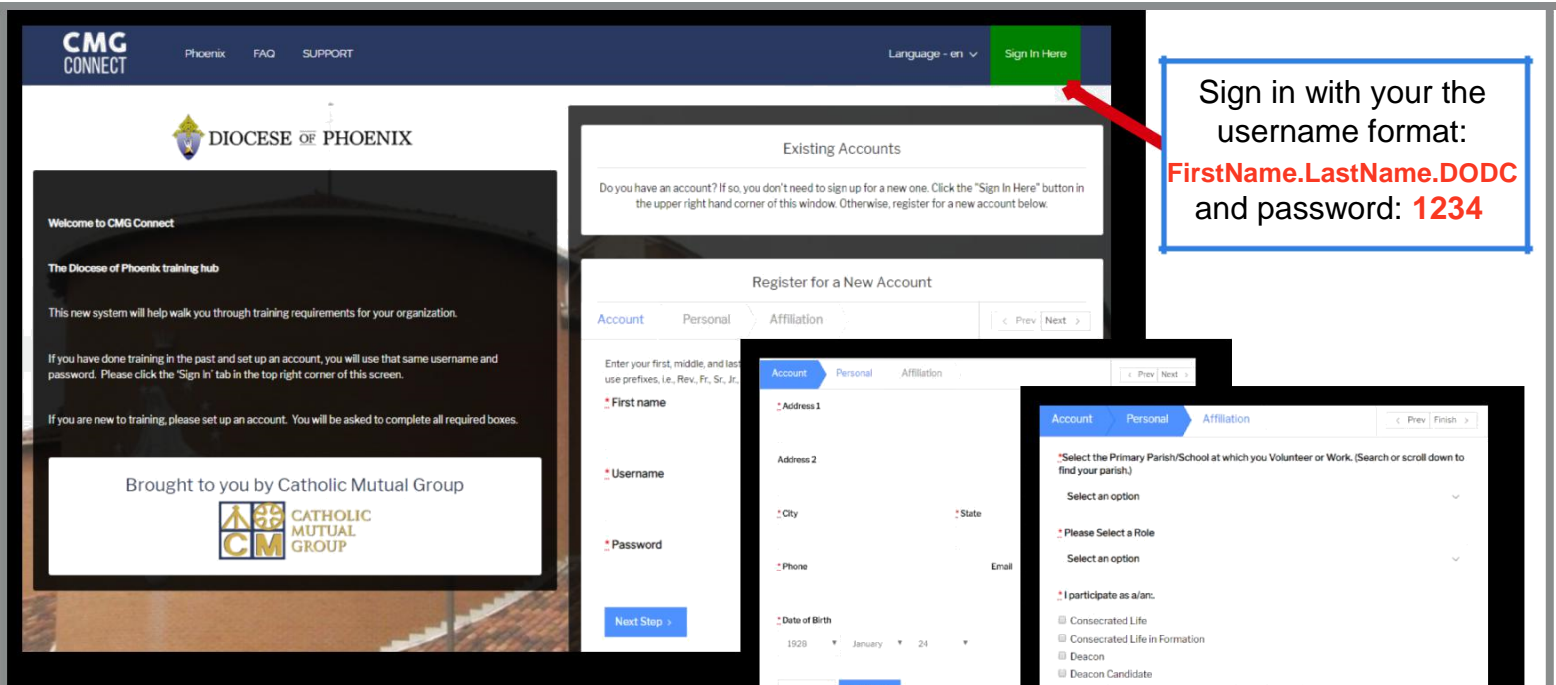 CMG
CONNECT
Phoenix FAQ SUPPORT
Language - en
Sign In Here
DIOCESE OF PHOENIX
Welcome to CMG Connect
The Diocese of Phoenix training hub
This new system will help walk you through training requirements for your organization.
If you have done training in the past and set up an account, you will use that same username and
password. Please click the 'Sign In' tab in the top right corner of this screen.
If you are new to training, please set up an account. You will be asked to complete all required boxes.
Brought to you by Catholic Mutual Group
CM
CATHOLIC
MUTUAL
GROUP
Existing Accounts
Do you have an account? If so, you don't need to sign up for a new one. Click the "Sign In Here" button in
the upper right hand corner of this window. Otherwise, register for a new account below.
Register for a New Account
Account Personal Affiliation
< Prev Next >
Enter your first, middle, and last
use prefixes, i.e., Rev., Fr., Sr., Jr.,
* First name
* Username
* Password
Next Step >
Account Personal Affiliation
< Prev Next >
* Address 1
Address 2
* City * State
* Phone Email
* Date of Birth
1928 January 24
Account Personal Affiliation
< Prev Finish >
*Select the Primary Parish/School at which you Volunteer or Work. (Search or scroll down to
find your parish.)
Select an option
* Please Select a Role
Select an option
* I participate as a/an:.
Consecrated Life
Consecrated Life in Formation
Deacon
Deacon Candidate
Sign in with your the
username format:
FirstName.LastName.DODC
and password: 1234